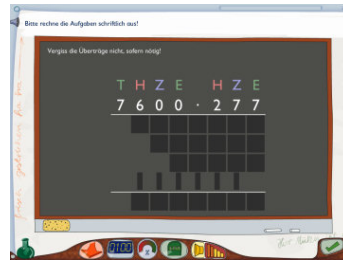 Bitte rechne die Aufgaben schriftlich aus!
Vergiss die Überträge nicht, sofern nötig!
T H Z E H Z E
7 6 0 0 · 2 7 7